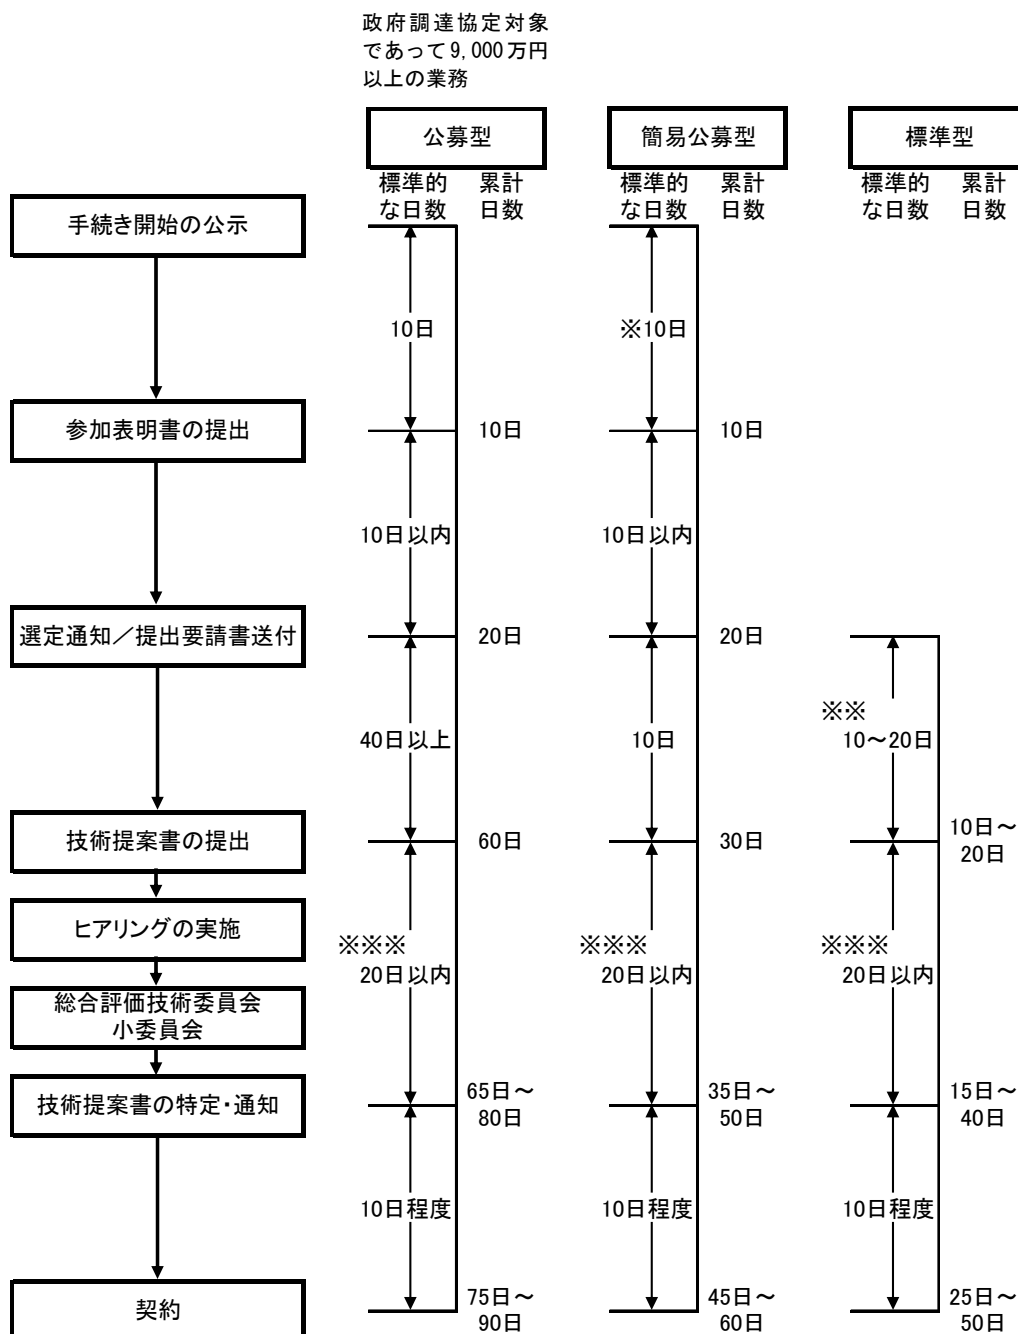 政府調達協定対象
であって9,000万円
以上の業務
公募型
簡易公募型
標準型
標準的
な日数
累計
日数
標準的
な日数
累計
日数
標準的
な日数
累計
日数
手続き開始の公示
10日
※10日
参加表明書の提出
10日
10日
10日以内
10日以内
選定通知／提出要請書送付
20日
20日
40日以上
10日
※※
10～20日
技術提案書の提出
60日
30日
10日～
20日
ヒアリングの実施
※※※
20日以内
※※※
20日以内
※※※
20日以内
総合評価技術委員会
小委員会
技術提案書の特定・通知
65日～
80日
35日～
50日
15日～
40日
10日程度
10日程度
10日程度
契約
75日～
90日
45日～
60日
25日～
50日